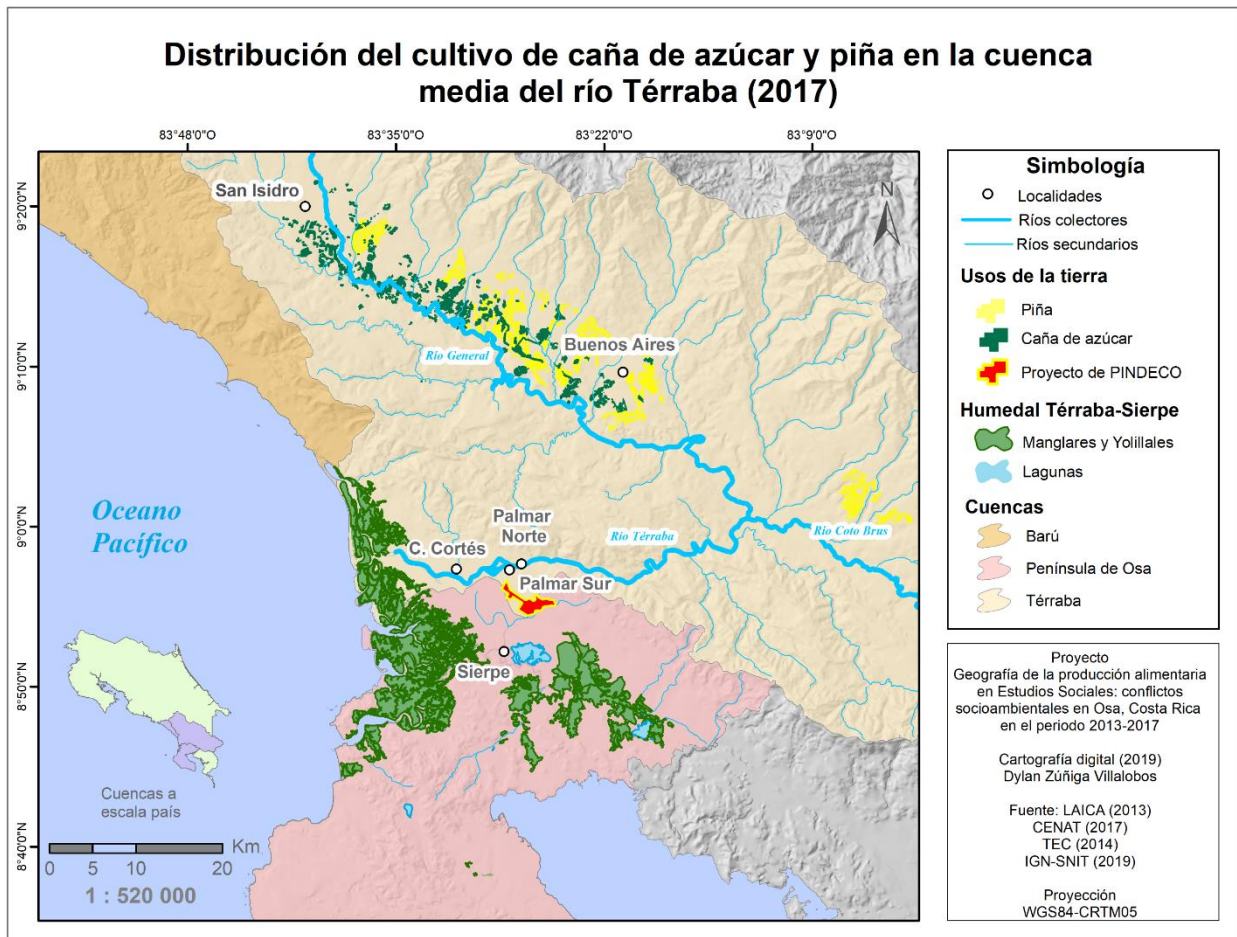 Distribución del cultivo de caña de azúcar y piña en la cuenca
media del río Térraba (2017)
83°48'0"O
83°35'0"O
83°22'0"O
83°9'0"O
9°20'0"N
9°10'0"N
9°0'0"N
8°50'0"N
8°40'0"N
San Isidro
N
Buenos Aires
Río General
Oceano
Pacífico
Palmar
Norte
C. Cortés
Río Térraba
Río Coto Brus
Palmar Sur
Sierpe
Cuencas a
escala país
Km
0 5 10 20
1 : 520 000
Simbología
Localidades
Ríos colectores
Ríos secundarios
Usos de la tierra
Piña
Caña de azúcar
Proyecto de PINDECO
Humedal Térraba-Sierpe
Manglares y Yolillales
Lagunas
Cuencas
Barú
Península de Osa
Térraba
Proyecto
Geografía de la producción alimentaria
en Estudios Sociales: conflictos
socioambientales en Osa, Costa Rica
en el periodo 2013-2017
Cartografía digital (2019)
Dylan Zúñiga Villalobos
Fuente: LAICA (2013)
CENAT (2017)
TEC (2014)
IGN-SNIT (2019)
Proyección
WGS84-CRTM05